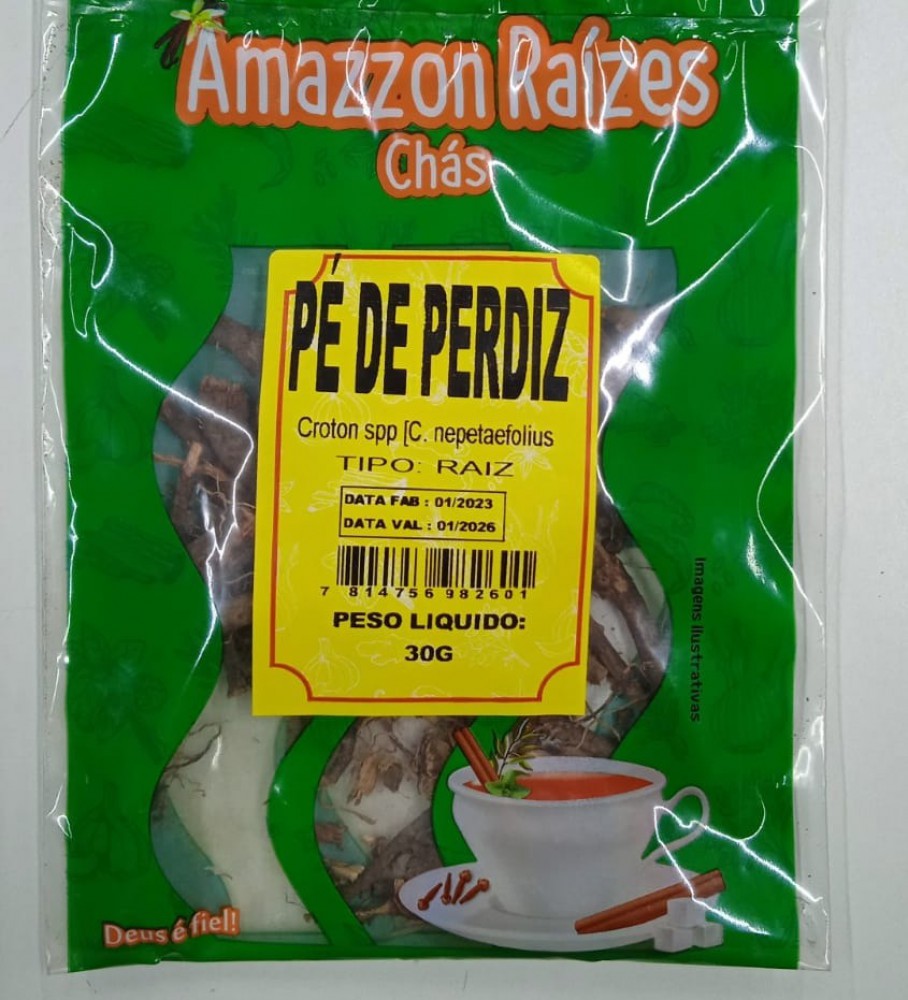 Amazzon Raízes
Chás
PÉ DE PERDIZ
Croton spp [C. nepetaefolius
TIPO: RAIZ
DATA FAB : 01/2023
DATA VAL : 01/2026
7 814756 982601
PESO LIQUIDO:
30G
Imagens ilustrativas
Deus é fiel!